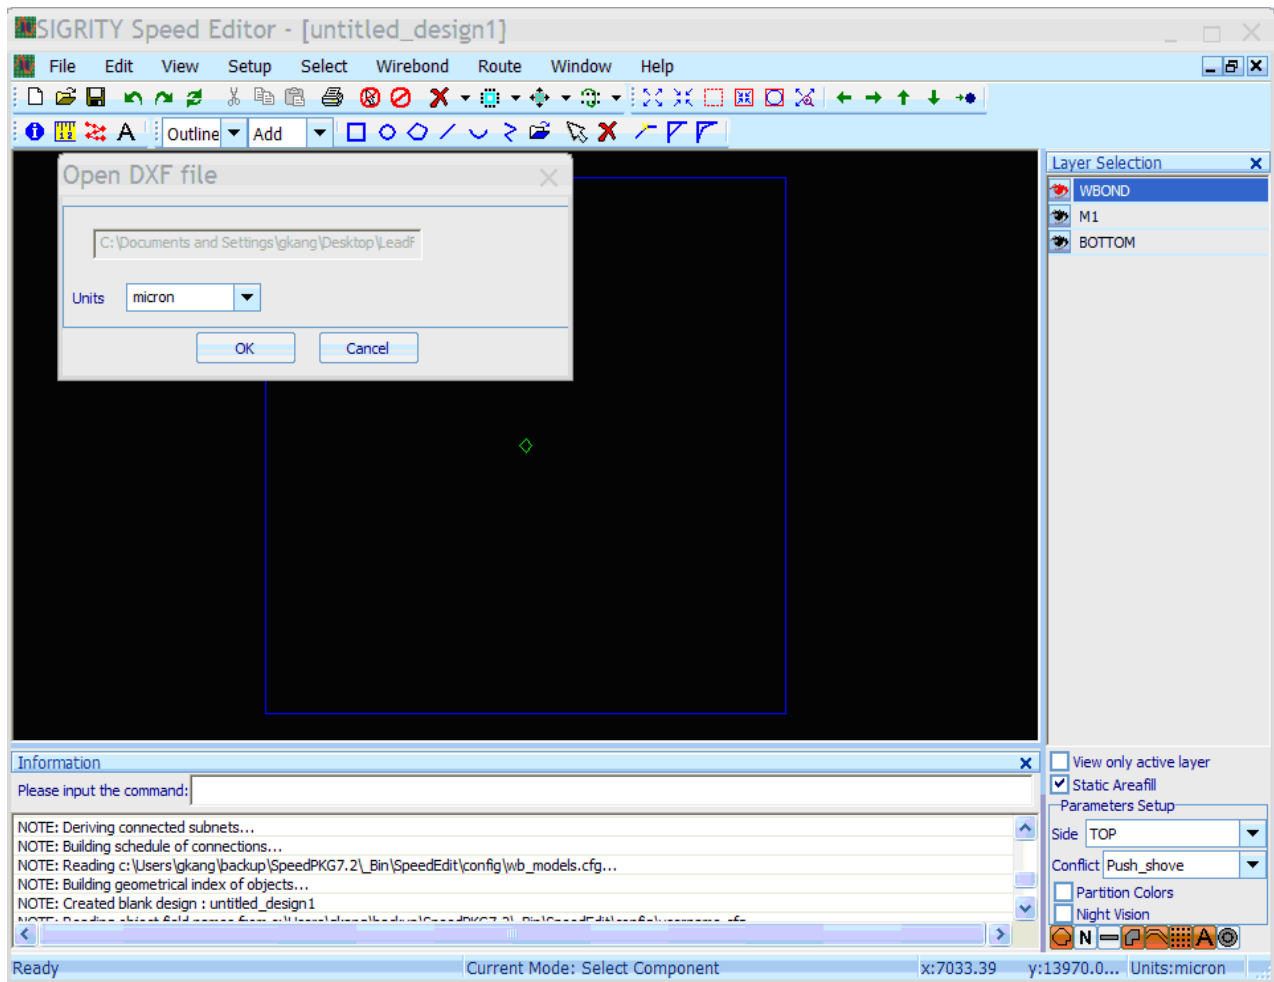 SIGRITY Speed Editor - [untitled_design1]
File Edit View Setup Select Wirebond Route Window Help
Outline Add
Open DXF file
C:\Documents and Settings\gkang\Desktop\LeadF
Units micron
OK Cancel
Layer Selection
WBOND
M1
BOTTOM
Information
Please input the command:
NOTE: Deriving connected subnets...
NOTE: Building schedule of connections...
NOTE: Reading c:\Users\gkang\backup\SpeedPKG7.2\_Bin\SpeedEdit\config\wb_models.cfg...
NOTE: Building geometrical index of objects...
NOTE: Created blank design : untitled_design1
View only active layer
Static Areafill
Parameters Setup
Side TOP
Conflict Push_shove
Partition Colors
Night Vision
N A
Ready Current Mode: Select Component x:7033.39 y:13970.0... Units:micron